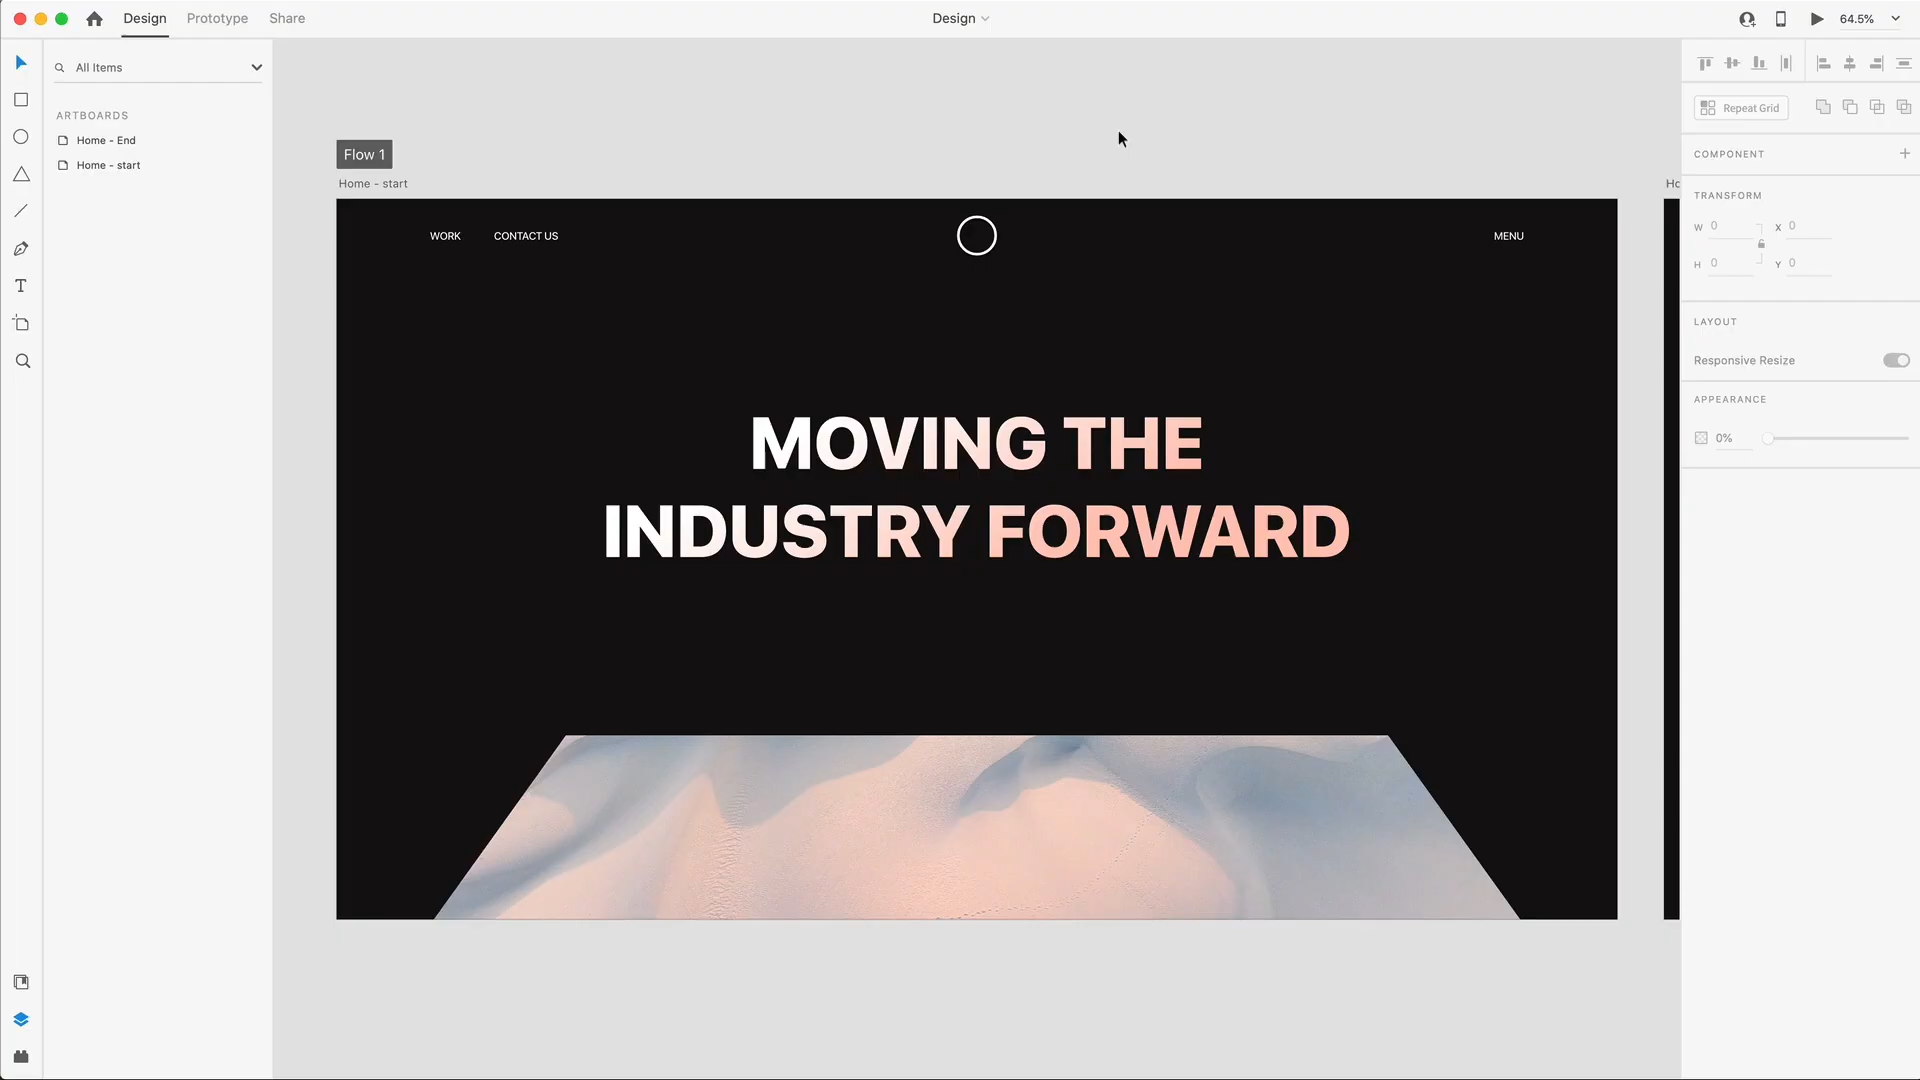 Design Prototype Share
Design
64.5%
All Items
ARTBOARDS
Home - End
Home - start
Flow 1
Home - start
Ho
WORK CONTACT US
MENU
MOVING THE
INDUSTRY FORWARD
Repeat Grid
COMPONENT
TRANSFORM
W 0 X 0
H 0 Y 0
LAYOUT
Responsive Resize
APPEARANCE
0%